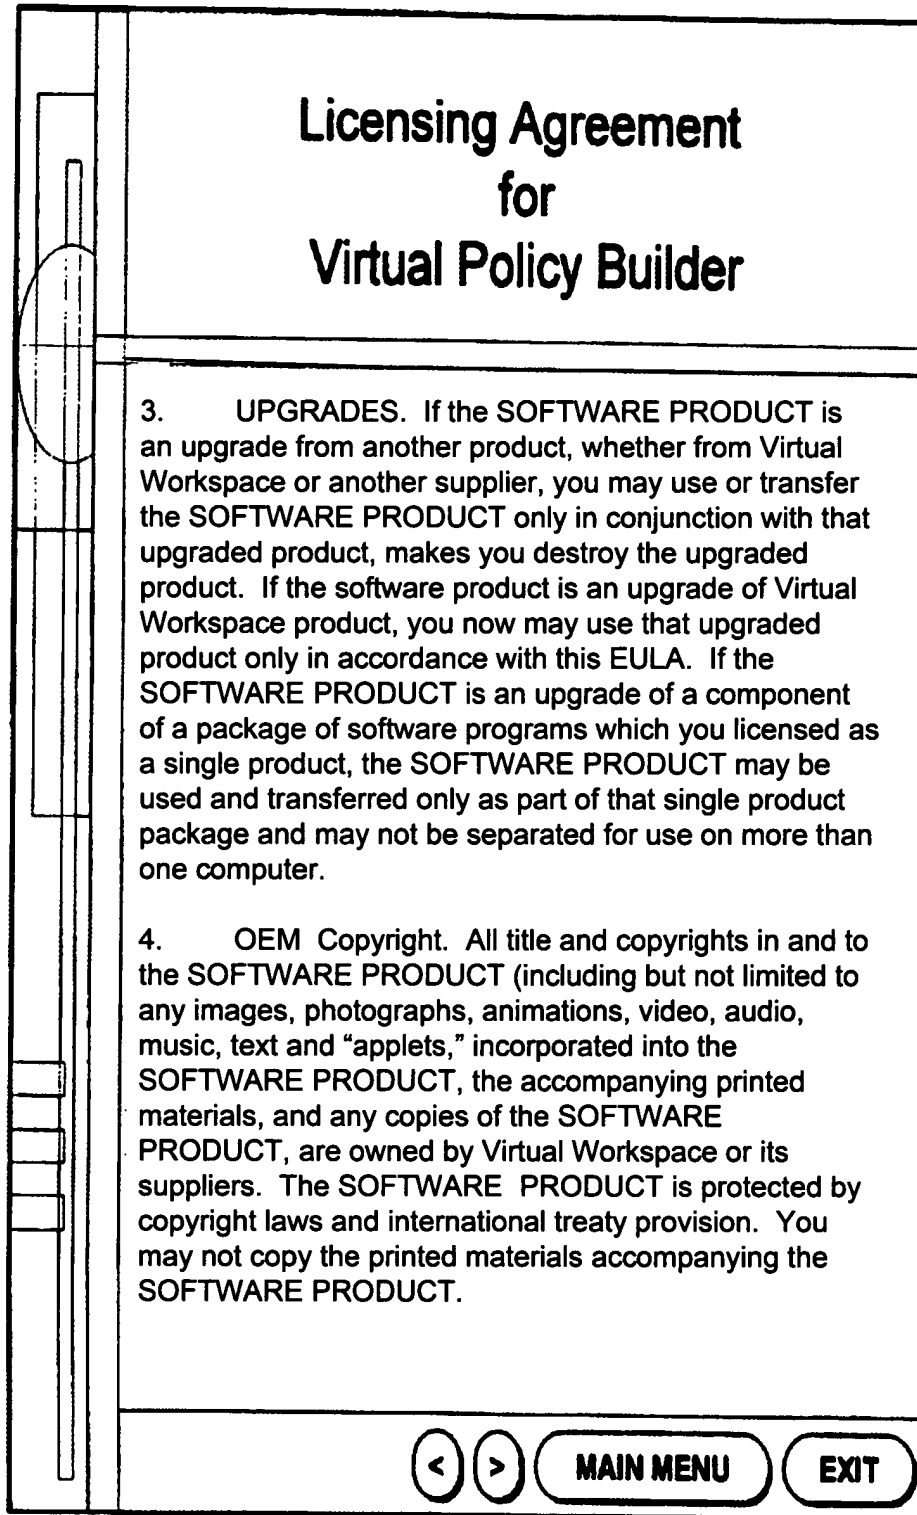 Licensing Agreement
for
Virtual Policy Builder
3. UPGRADES. If the SOFTWARE PRODUCT is
an upgrade from another product, whether from Virtual
Workspace or another supplier, you may use or transfer
the SOFTWARE PRODUCT only in conjunction with that
upgraded product, makes you destroy the upgraded
product. If the software product is an upgrade of Virtual
Workspace product, you now may use that upgraded
product only in accordance with this EULA. If the
SOFTWARE PRODUCT is an upgrade of a component
of a package of software programs which you licensed as
a single product, the SOFTWARE PRODUCT may be
used and transferred only as part of that single product
package and may not be separated for use on more than
one computer.
4. OEM Copyright. All title and copyrights in and to
the SOFTWARE PRODUCT (including but not limited to
any images, photographs, animations, video, audio,
music, text and “applets,” incorporated into the
SOFTWARE PRODUCT, the accompanying printed
materials, and any copies of the SOFTWARE
PRODUCT, are owned by Virtual Workspace or its
suppliers. The SOFTWARE PRODUCT is protected by
copyright laws and international treaty provision. You
may not copy the printed materials accompanying the
SOFTWARE PRODUCT.
< > MAIN MENU EXIT